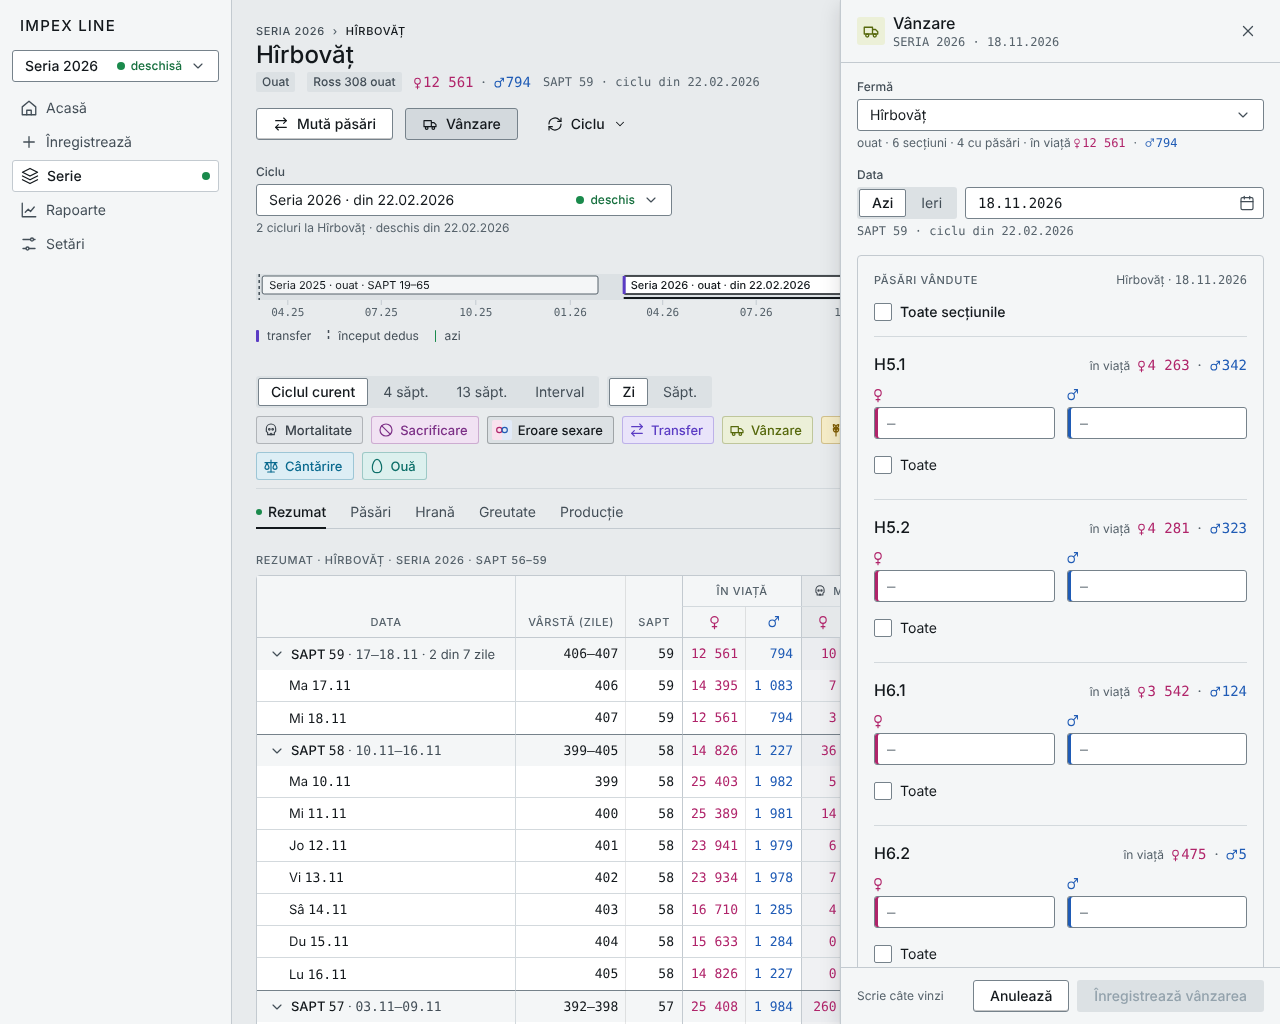 IMPEX LINE
Seria 2026 deschisă
Acasă
Înregistrează
Serie
Rapoarte
Setări
SERIA 2026 › HÎRBOVĂȚ
Hîrbovăț
Ouat Ross 308 ouat ♀12 561 · ♂794 SAPT 59 · ciclu din 22.02.2026
Mută păsări Vânzare Ciclu
Ciclu
Seria 2026 · din 22.02.2026 deschis
2 cicluri la Hîrbovăț · deschis din 22.02.2026
Seria 2025 · ouat · SAPT 19–65 Seria 2026 · ouat · din 22.02.2026
04.25 07.25 10.25 01.26 04.26 07.26 1
transfer început dedus azi
Ciclul curent 4 săpt. 13 săpt. Interval Zi Săpt.
Mortalitate Sacrificare Eroare sexare Transfer Vânzare
Cântărire Ouă
Rezumat Păsări Hrană Greutate Producție
REZUMAT · HÎRBOVĂȚ · SERIA 2026 · SAPT 56–59
ÎN VIAȚĂ M
DATA VÂRSTĂ (ZILE) SAPT ♀ ♂ ♀
SAPT 59 · 17–18.11 · 2 din 7 zile 406–407 59 12 561 794 10
Ma 17.11 406 59 14 395 1 083 7
Mi 18.11 407 59 12 561 794 3
SAPT 58 · 10.11–16.11 399–405 58 14 826 1 227 36
Ma 10.11 399 58 25 403 1 982 5
Mi 11.11 400 58 25 389 1 981 14
Jo 12.11 401 58 23 941 1 979 6
Vi 13.11 402 58 23 934 1 978 7
Sâ 14.11 403 58 16 710 1 285 4
Du 15.11 404 58 15 633 1 284 0
Lu 16.11 405 58 14 826 1 227 0
SAPT 57 · 03.11–09.11 392–398 57 25 408 1 984 260
Vânzare
SERIA 2026 · 18.11.2026
Fermă
Hîrbovăț
ouat · 6 secțiuni · 4 cu păsări · în viață ♀12 561 · ♂794
Data
Azi Ieri 18.11.2026
SAPT 59 · ciclu din 22.02.2026
PĂSĂRI VÂNDUTE Hîrbovăț · 18.11.2026
Toate secțiunile
H5.1 în viață ♀4 263 · ♂342
♀ ♂
– –
Toate
H5.2 în viață ♀4 281 · ♂323
♀ ♂
– –
Toate
H6.1 în viață ♀3 542 · ♂124
♀ ♂
– –
Toate
H6.2 în viață ♀475 · ♂5
♀ ♂
– –
Toate
Scrie câte vinzi Anulează Înregistrează vânzarea